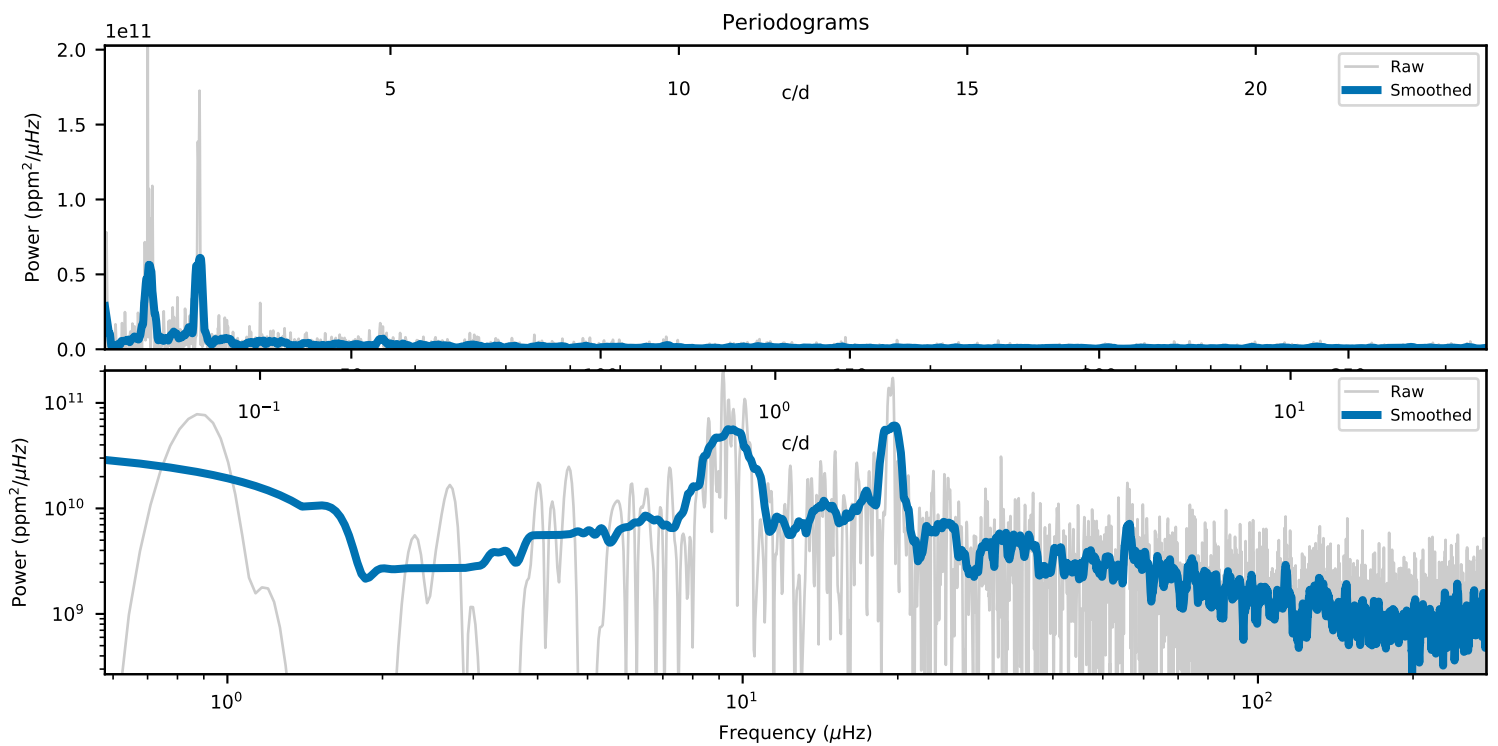 Periodograms
1e11
2.0
1.5
1.0
0.5
0.0
Power (ppm²/μHz)
5
10
15
20
c/d
Raw
Smoothed
10¹¹
10¹⁰
10⁹
Power (ppm²/μHz)
10⁻¹
10⁰
10¹
c/d
Raw
Smoothed
10⁰
10¹
10²
Frequency (μHz)